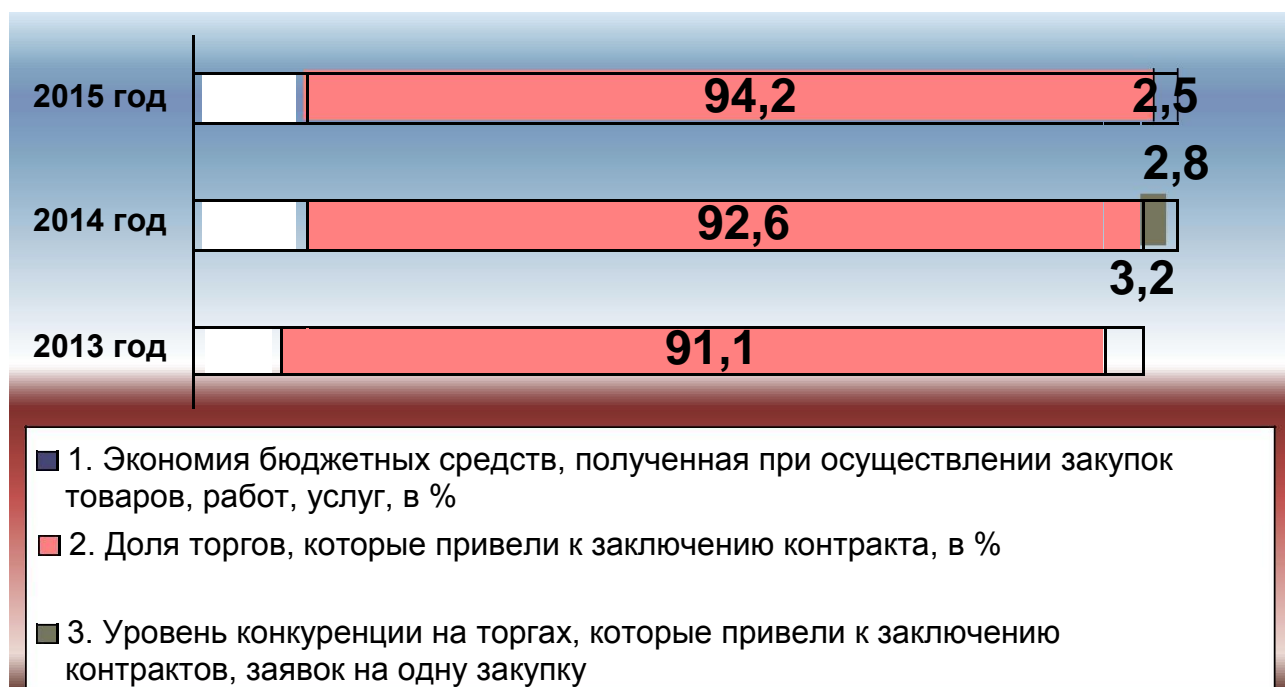 2015 год
94,2
2,5
2,8
2014 год
92,6
3,2
2013 год
91,1
1. Экономия бюджетных средств, полученная при осуществлении закупок
товаров, работ, услуг, в %
2. Доля торгов, которые привели к заключению контракта, в %
3. Уровень конкуренции на торгах, которые привели к заключению
контрактов, заявок на одну закупку